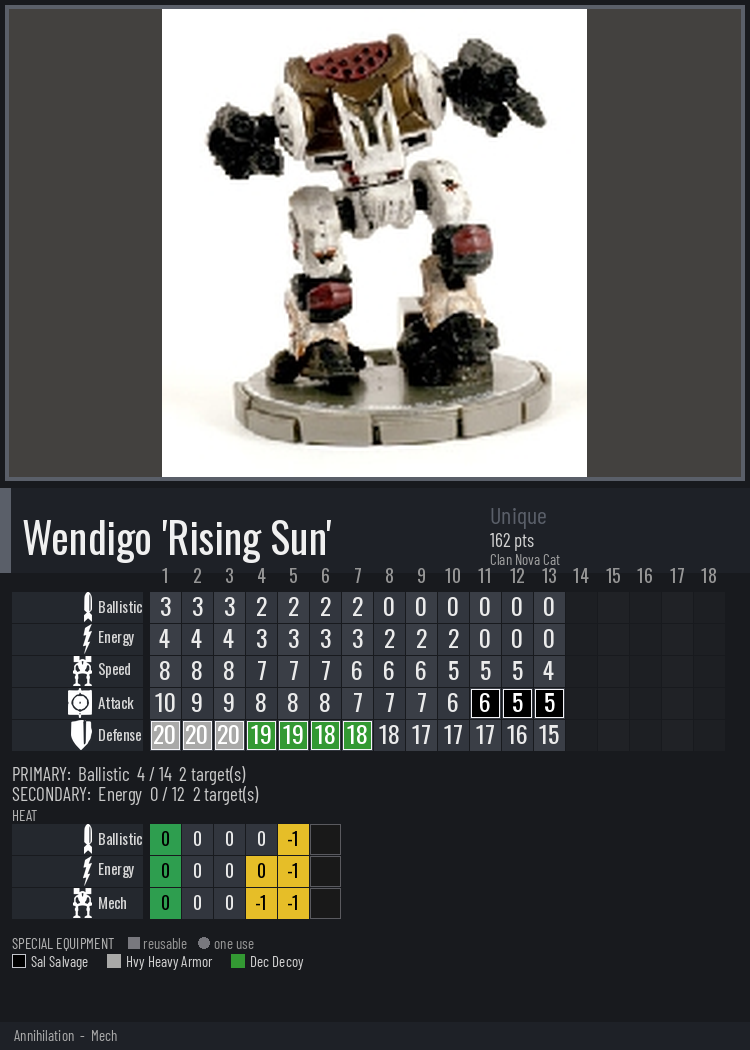 Wendigo 'Rising Sun'
Unique
162 pts
Clan Nova Cat
1 2 3 4 5 6 7 8 9 10 11 12 13 14 15 16 17 18
Ballistic 3 3 3 2 2 2 2 0 0 0 0 0 0
Energy 4 4 4 3 3 3 3 2 2 2 0 0 0
Speed 8 8 8 7 7 7 6 6 6 5 5 5 4
Attack 10 9 9 8 8 8 7 7 7 6 6 5 5
Defense 20 20 20 19 19 18 18 18 17 17 17 16 15
PRIMARY: Ballistic 4 / 14 2 target(s)
SECONDARY: Energy 0 / 12 2 target(s)
HEAT
Ballistic 0 0 0 0 -1
Energy 0 0 0 0 -1
Mech 0 0 0 -1 -1
SPECIAL EQUIPMENT reusable one use
Sal Salvage Hvy Heavy Armor Dec Decoy
Annihilation - Mech